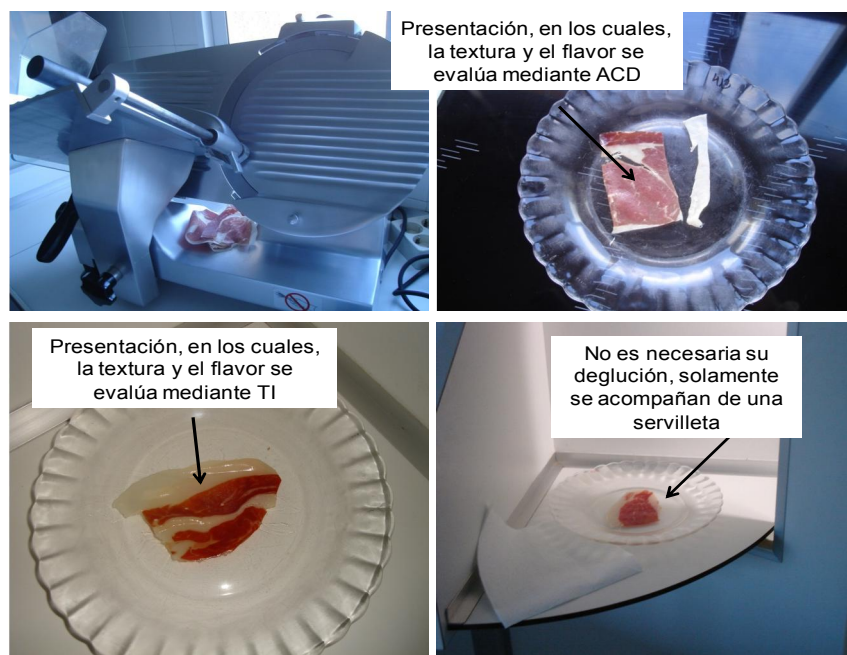 Presentación, en los cuales,
la textura y el flavor se
evalúa mediante ACD
Presentación, en los cuales,
la textura y el flavor se
evalúa mediante TI
No es necesaria su
deglución, solamente
se acompañan de una
servilleta